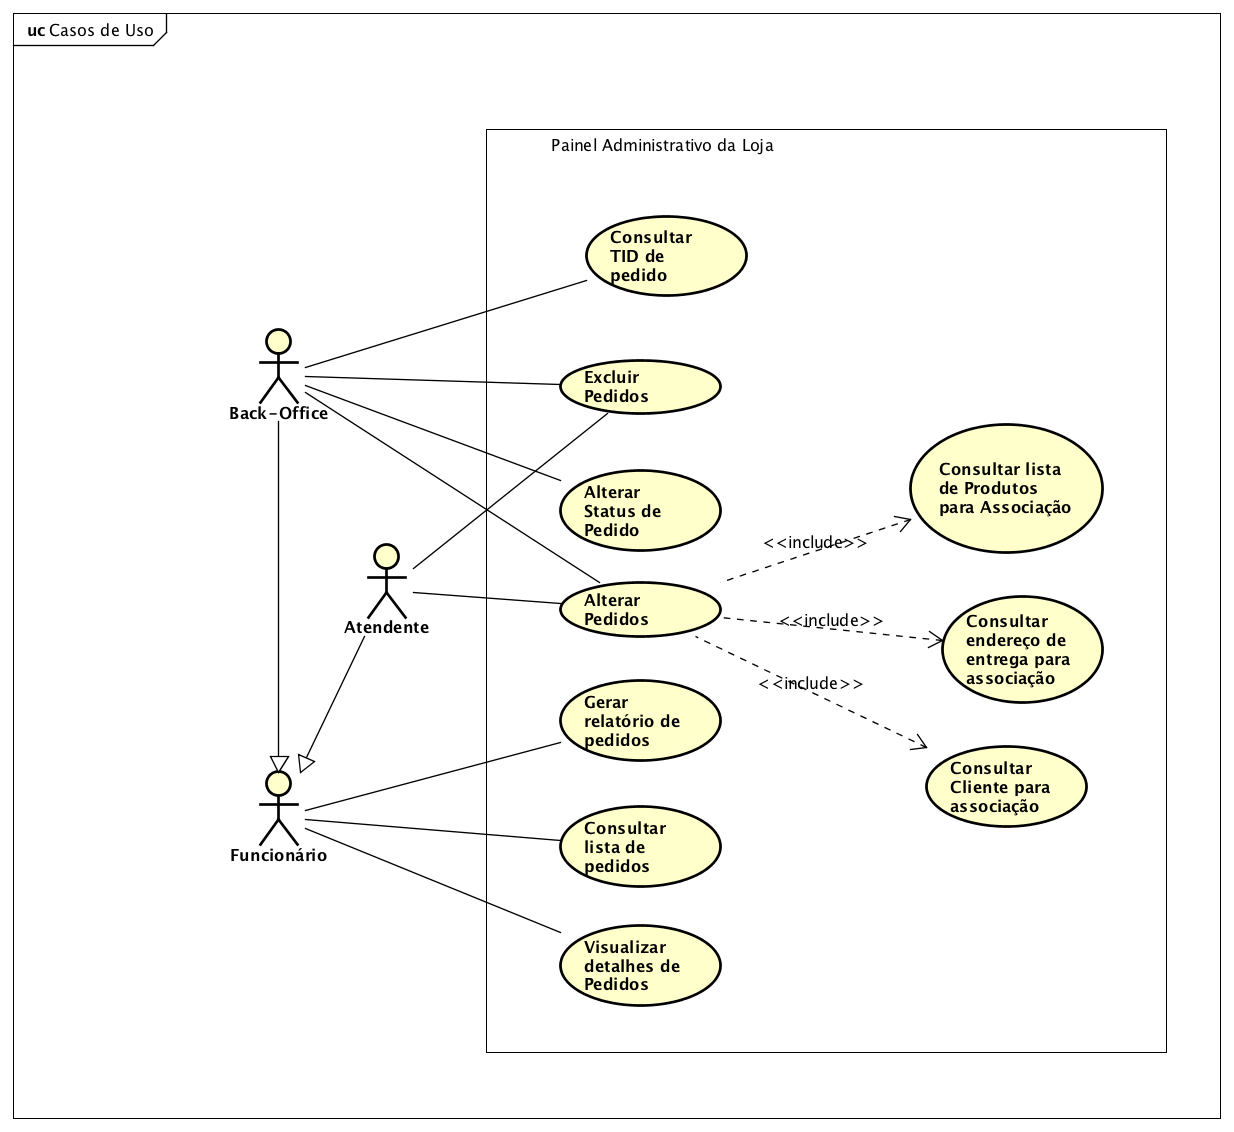 uc Casos de Uso
Painel Administrativo da Loja
Consultar
TID de
pedido
Back-Office
Excluir
Pedidos
Alterar
Status de
Pedido
Consultar lista
de Produtos
para Associação
<<include>>
Atendente
Alterar
Pedidos
<<include>>
Consultar
endereço de
entrega para
associação
<<include>>
Gerar
relatório de
pedidos
Consultar
Cliente para
associação
Funcionário
Consultar
lista de
pedidos
Visualizar
detalhes de
Pedidos